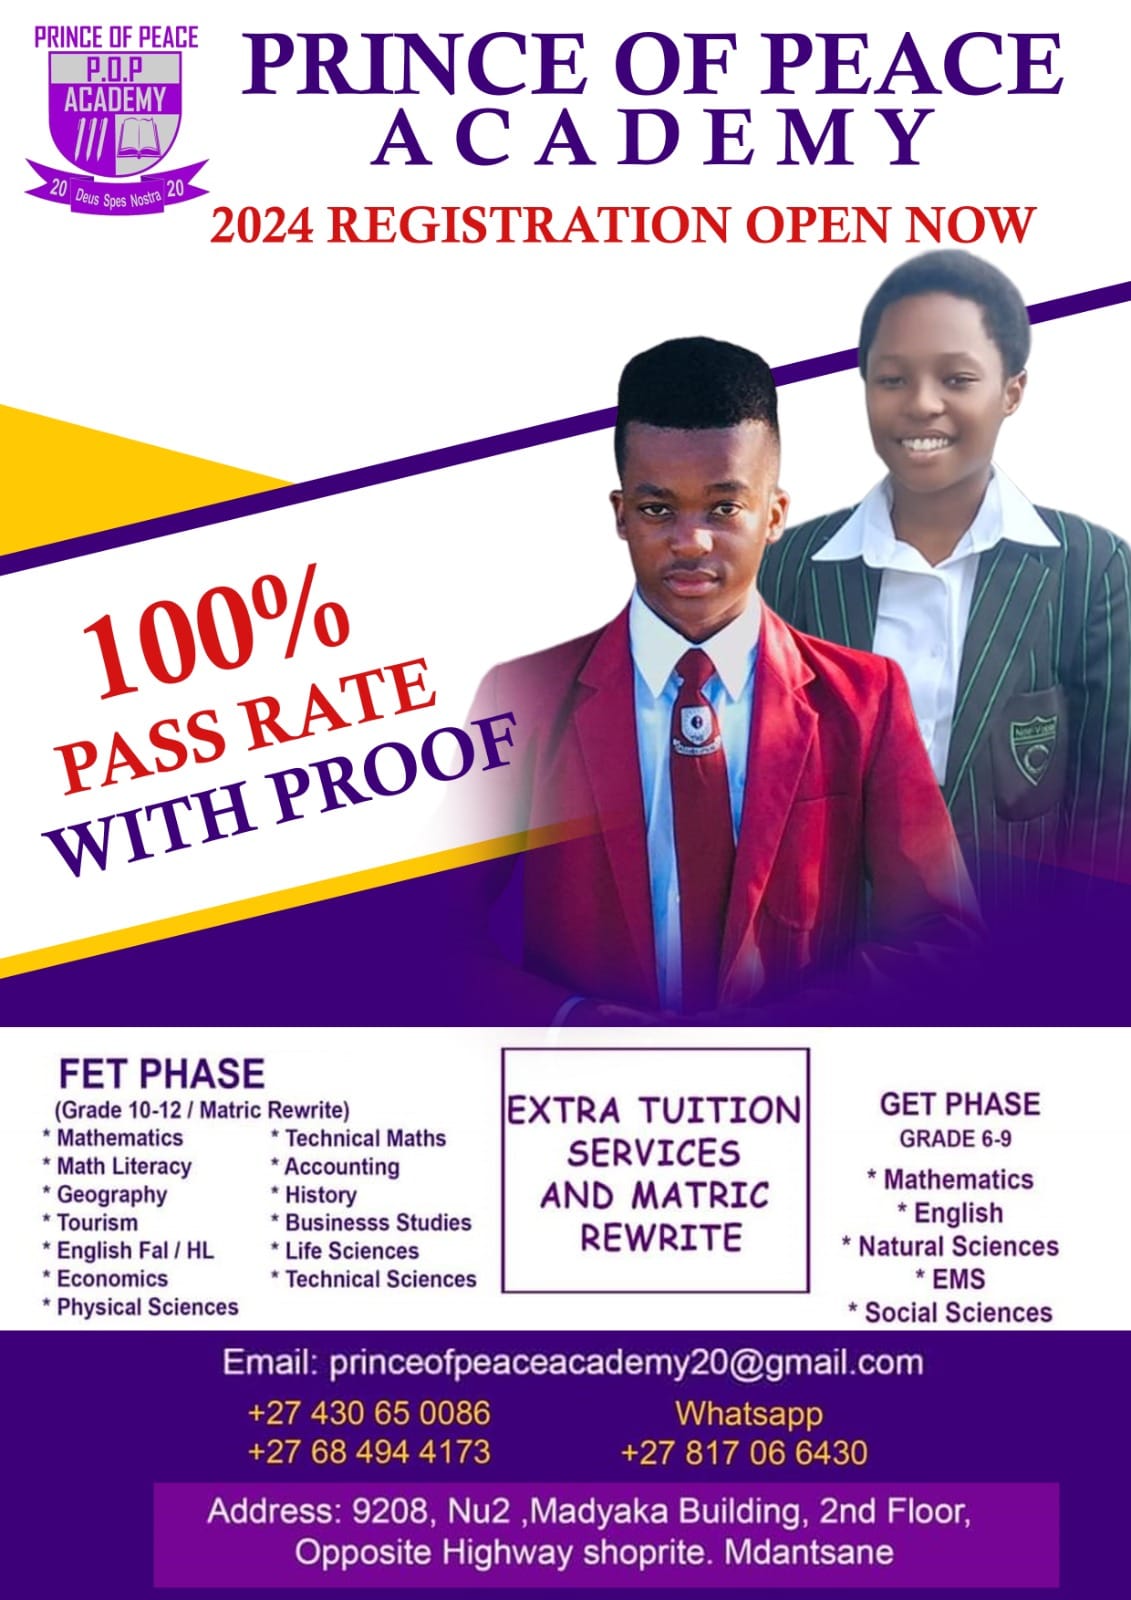 PRINCE OF PEACE
P.O.P
ACADEMY
20 Deus Spes Nostra 20
PRINCE OF PEACE
ACADEMY
2024 REGISTRATION OPEN NOW
100%
PASS RATE
WITH PROOF
FET PHASE
(Grade 10-12 / Matric Rewrite)
* Mathematics
* Math Literacy
* Geography
* Tourism
* English Fal / HL
* Economics
* Physical Sciences
* Technical Maths
* Accounting
* History
* Businesss Studies
* Life Sciences
* Technical Sciences
EXTRA TUITION
SERVICES
AND MATRIC
REWRITE
GET PHASE
GRADE 6-9
* Mathematics
* English
* Natural Sciences
* EMS
* Social Sciences
Email: princeofpeaceacademy20@gmail.com
+27 430 65 0086
+27 68 494 4173
Whatsapp
+27 817 06 6430
Address: 9208, Nu2 ,Madyaka Building, 2nd Floor,
Opposite Highway shoprite. Mdantsane